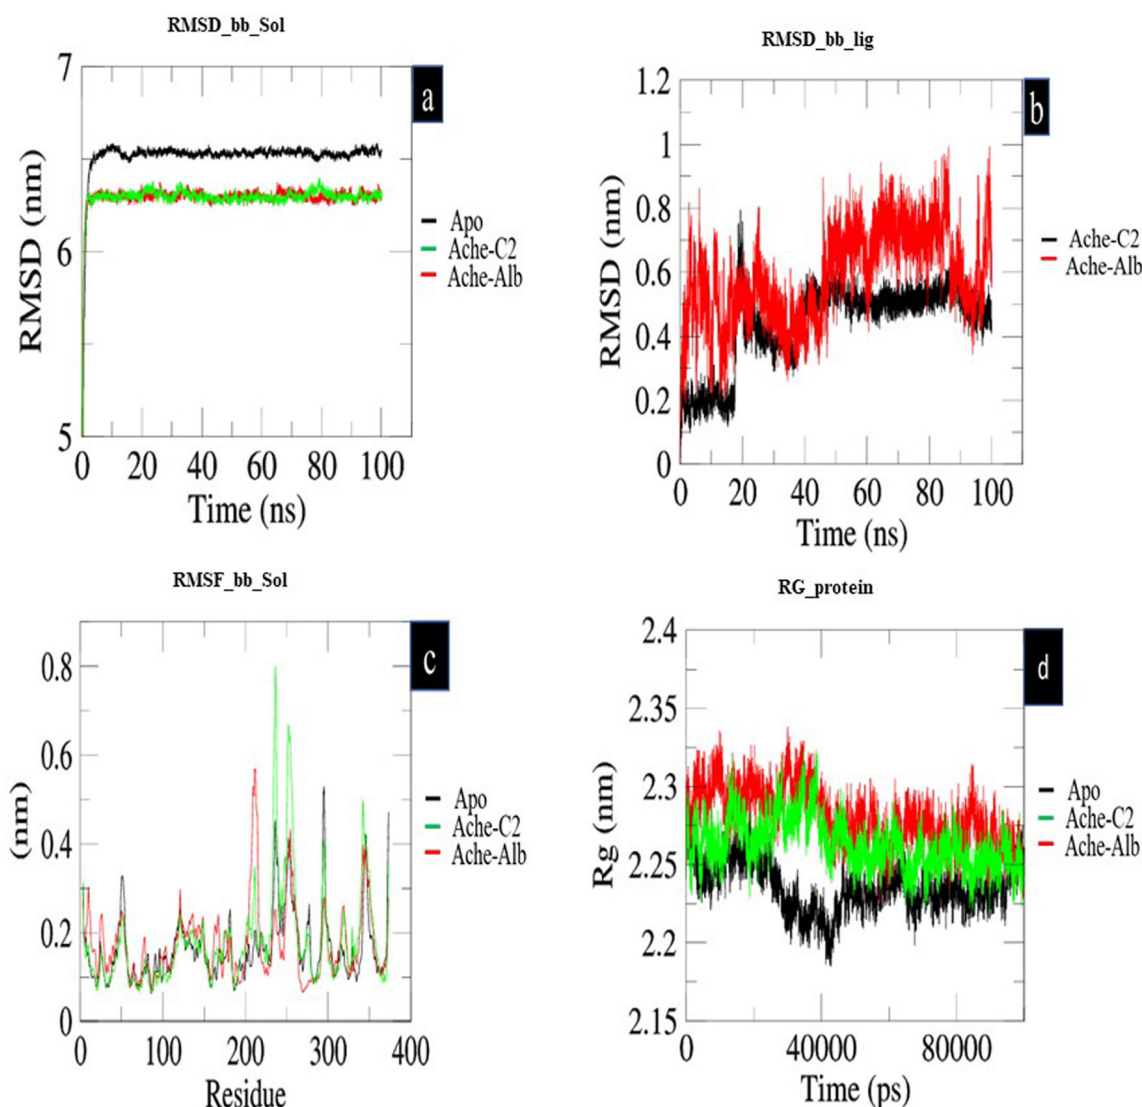 RMSD_bb_Sol
a
7
6
5
RMSD (nm)
0 20 40 60 80 100
Time (ns)
Apo
Ache-C2
Ache-Alb
RMSD_bb_lig
b
1.2
1
0.8
0.6
0.4
0.2
0
RMSD (nm)
0 20 40 60 80 100
Time (ns)
Ache-C2
Ache-Alb
RMSF_bb_Sol
c
0.8
0.6
0.4
0.2
0
(nm)
0 100 200 300 400
Residue
Apo
Ache-C2
Ache-Alb
RG_protein
d
2.4
2.35
2.3
2.25
2.2
2.15
Rg (nm)
0 40000 80000
Time (ps)
Apo
Ache-C2
Ache-Alb